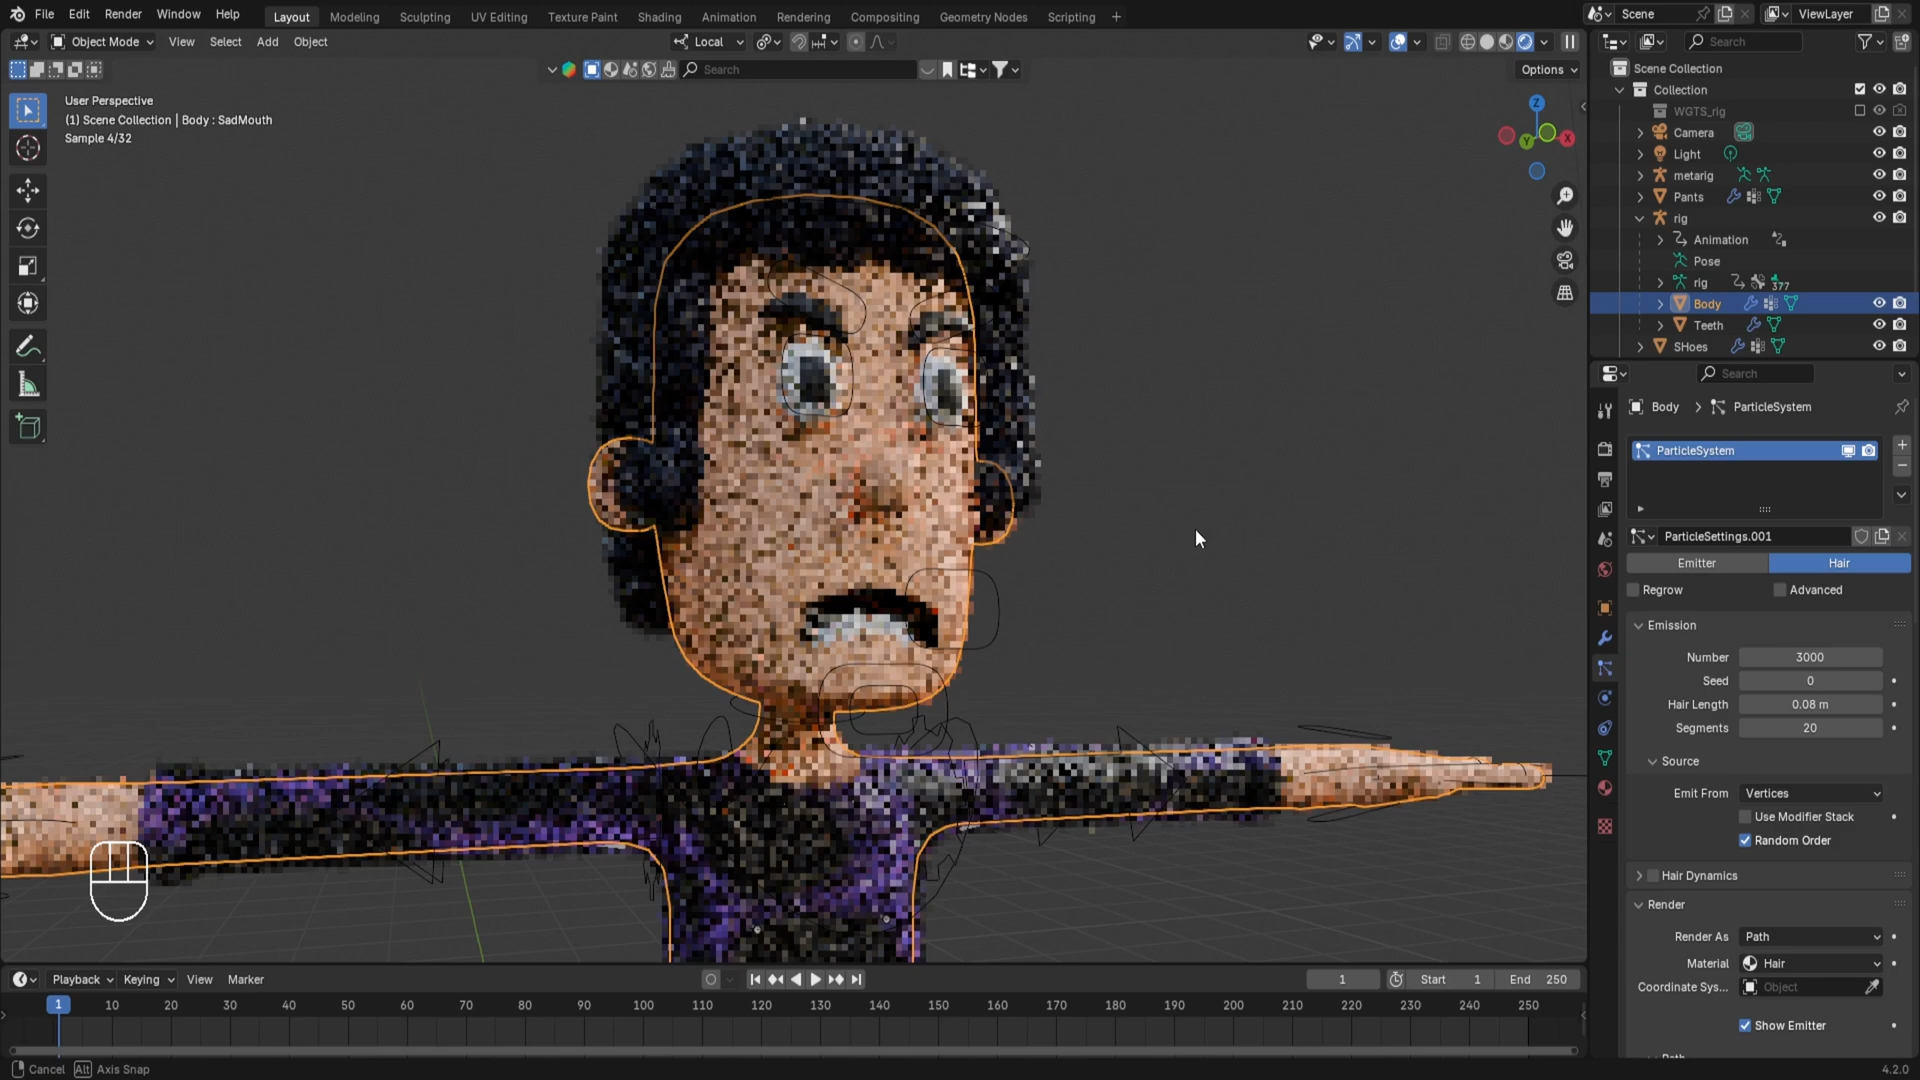 File Edit Render Window Help Layout Modeling Sculpting UV Editing Texture Paint Shading Animation Rendering Compositing Geometry Nodes Scripting + Scene ViewLayer
Object Mode View Select Add Object Local Search
Search Options
User Perspective
(1) Scene Collection | Body : SadMouth
Sample 4/32
Z
X
Y
Scene Collection
Collection
WGTS_rig
Camera
Light
metarig
Pants
rig
Animation
Pose
rig 377
Body
Teeth
SHoes
Search
Body > ParticleSystem
ParticleSystem
ParticleSettings.001
Emitter Hair
Regrow Advanced
Emission
Number 3000
Seed 0
Hair Length 0.08 m
Segments 20
Source
Emit From Vertices
Use Modifier Stack
Random Order
Hair Dynamics
Render
Render As Path
Material Hair
Coordinate Sys... Object
Show Emitter
Playback Keying View Marker 1 Start 1 End 250
1 10 20 30 40 50 60 70 80 90 100 110 120 130 140 150 160 170 180 190 200 210 220 230 240 250
Cancel Alt Axis Snap 4.2.0